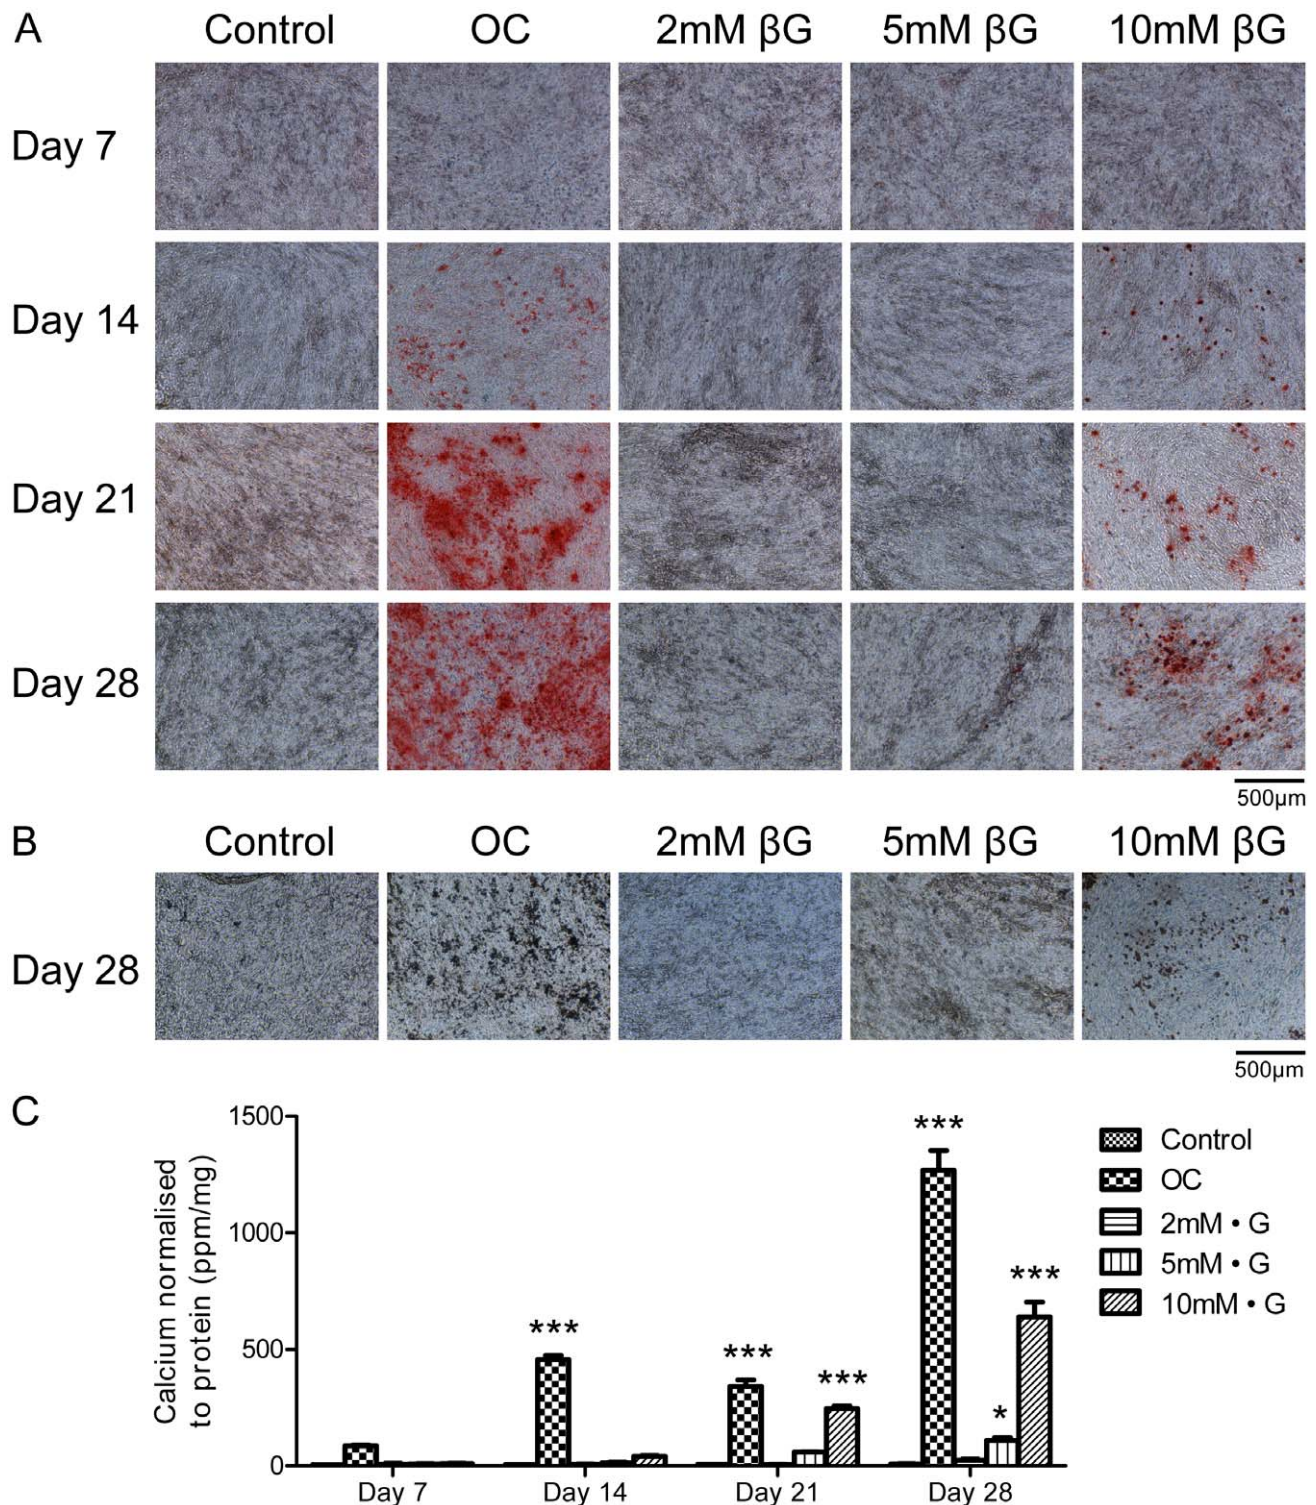 A
Control OC 2mM βG 5mM βG 10mM βG
Day 7
Day 14
Day 21
Day 28
500µm
B
Control OC 2mM βG 5mM βG 10mM βG
Day 28
500µm
C
Calcium normalised
to protein (ppm/mg)
1500
1000
500
0
***
***
***
***
*
***
Day 7 Day 14 Day 21 Day 28
Control
OC
2mM • G
5mM • G
10mM • G